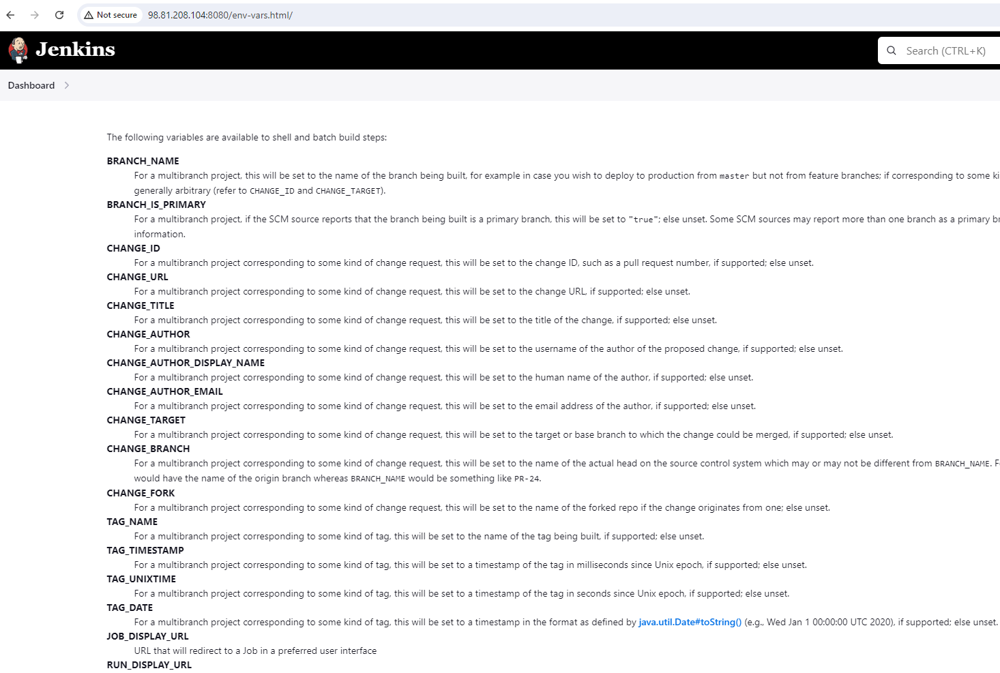 Not secure 98.81.208.104:8080/env-vars.html/
Jenkins
Search (CTRL+K)
Dashboard
The following variables are available to shell and batch build steps:
BRANCH_NAME
For a multibranch project, this will be set to the name of the branch being built, for example in case you wish to deploy to production from master but not from feature branches; if corresponding to some ki
generally arbitrary (refer to CHANGE_ID and CHANGE_TARGET).
BRANCH_IS_PRIMARY
For a multibranch project, if the SCM source reports that the branch being built is a primary branch, this will be set to "true"; else unset. Some SCM sources may report more than one branch as a primary br
information.
CHANGE_ID
For a multibranch project corresponding to some kind of change request, this will be set to the change ID, such as a pull request number, if supported; else unset.
CHANGE_URL
For a multibranch project corresponding to some kind of change request, this will be set to the change URL, if supported; else unset.
CHANGE_TITLE
For a multibranch project corresponding to some kind of change request, this will be set to the title of the change, if supported; else unset.
CHANGE_AUTHOR
For a multibranch project corresponding to some kind of change request, this will be set to the username of the author of the proposed change, if supported; else unset.
CHANGE_AUTHOR_DISPLAY_NAME
For a multibranch project corresponding to some kind of change request, this will be set to the human name of the author, if supported; else unset.
CHANGE_AUTHOR_EMAIL
For a multibranch project corresponding to some kind of change request, this will be set to the email address of the author, if supported; else unset.
CHANGE_TARGET
For a multibranch project corresponding to some kind of change request, this will be set to the target or base branch to which the change could be merged, if supported; else unset.
CHANGE_BRANCH
For a multibranch project corresponding to some kind of change request, this will be set to the name of the actual head on the source control system which may or may not be different from BRANCH_NAME. F
would have the name of the origin branch whereas BRANCH_NAME would be something like PR-24.
CHANGE_FORK
For a multibranch project corresponding to some kind of change request, this will be set to the name of the forked repo if the change originates from one; else unset.
TAG_NAME
For a multibranch project corresponding to some kind of tag, this will be set to the name of the tag being built, if supported; else unset.
TAG_TIMESTAMP
For a multibranch project corresponding to some kind of tag, this will be set to a timestamp of the tag in milliseconds since Unix epoch, if supported; else unset.
TAG_UNIXTIME
For a multibranch project corresponding to some kind of tag, this will be set to a timestamp of the tag in seconds since Unix epoch, if supported; else unset.
TAG_DATE
For a multibranch project corresponding to some kind of tag, this will be set to a timestamp in the format as defined by java.util.Date#toString() (e.g., Wed Jan 1 00:00:00 UTC 2020), if supported; else unset.
JOB_DISPLAY_URL
URL that will redirect to a Job in a preferred user interface
RUN_DISPLAY_URL